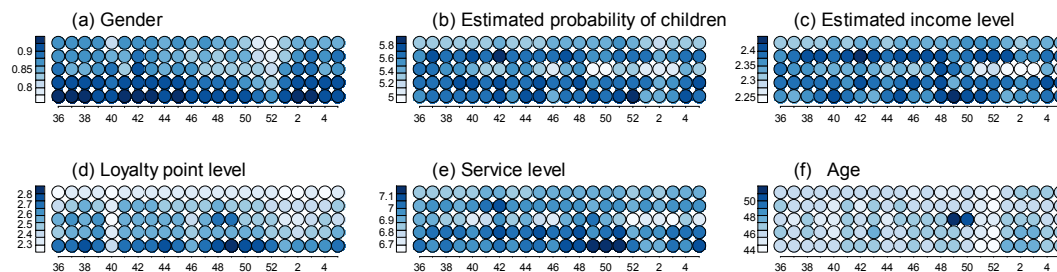 (a) Gender
(b) Estimated probability of children
(c) Estimated income level
0.9
0.85
0.8
36 38 40 42 44 46 48 50 52 2 4
5.8
5.6
5.4
5.2
5
36 38 40 42 44 46 48 50 52 2 4
2.4
2.35
2.3
2.25
36 38 40 42 44 46 48 50 52 2 4
(d) Loyalty point level
(e) Service level
(f) Age
2.8
2.7
2.6
2.5
2.4
2.3
36 38 40 42 44 46 48 50 52 2 4
7.1
7
6.9
6.8
6.7
36 38 40 42 44 46 48 50 52 2 4
50
48
46
44
36 38 40 42 44 46 48 50 52 2 4